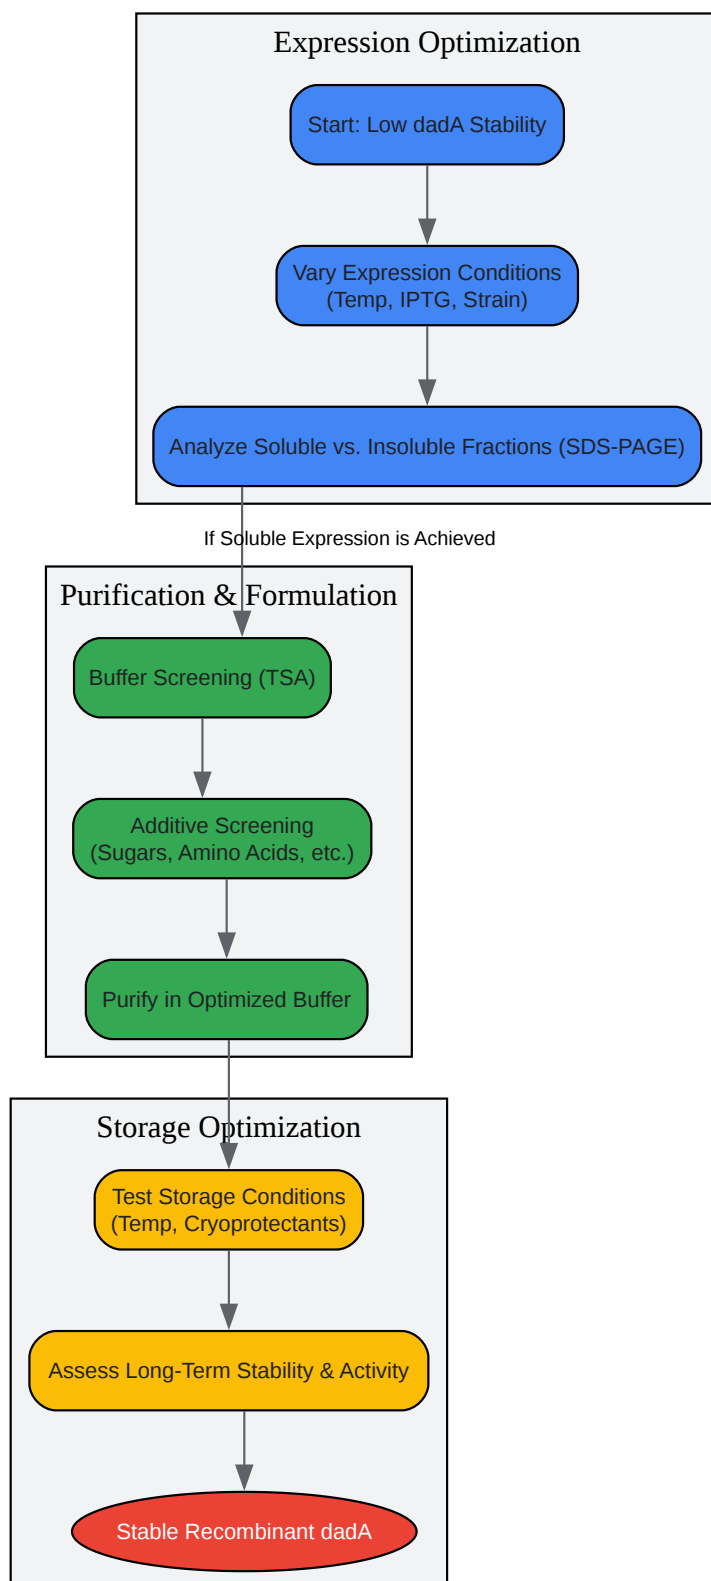 Expression Optimization
Start: Low dadA Stability
Vary Expression Conditions
(Temp, IPTG, Strain)
Analyze Soluble vs. Insoluble Fractions (SDS-PAGE)
If Soluble Expression is Achieved
Purification & Formulation
Buffer Screening (TSA)
Additive Screening
(Sugars, Amino Acids, etc.)
Purify in Optimized Buffer
Storage Optimization
Test Storage Conditions
(Temp, Cryoprotectants)
Assess Long-Term Stability & Activity
Stable Recombinant dadA